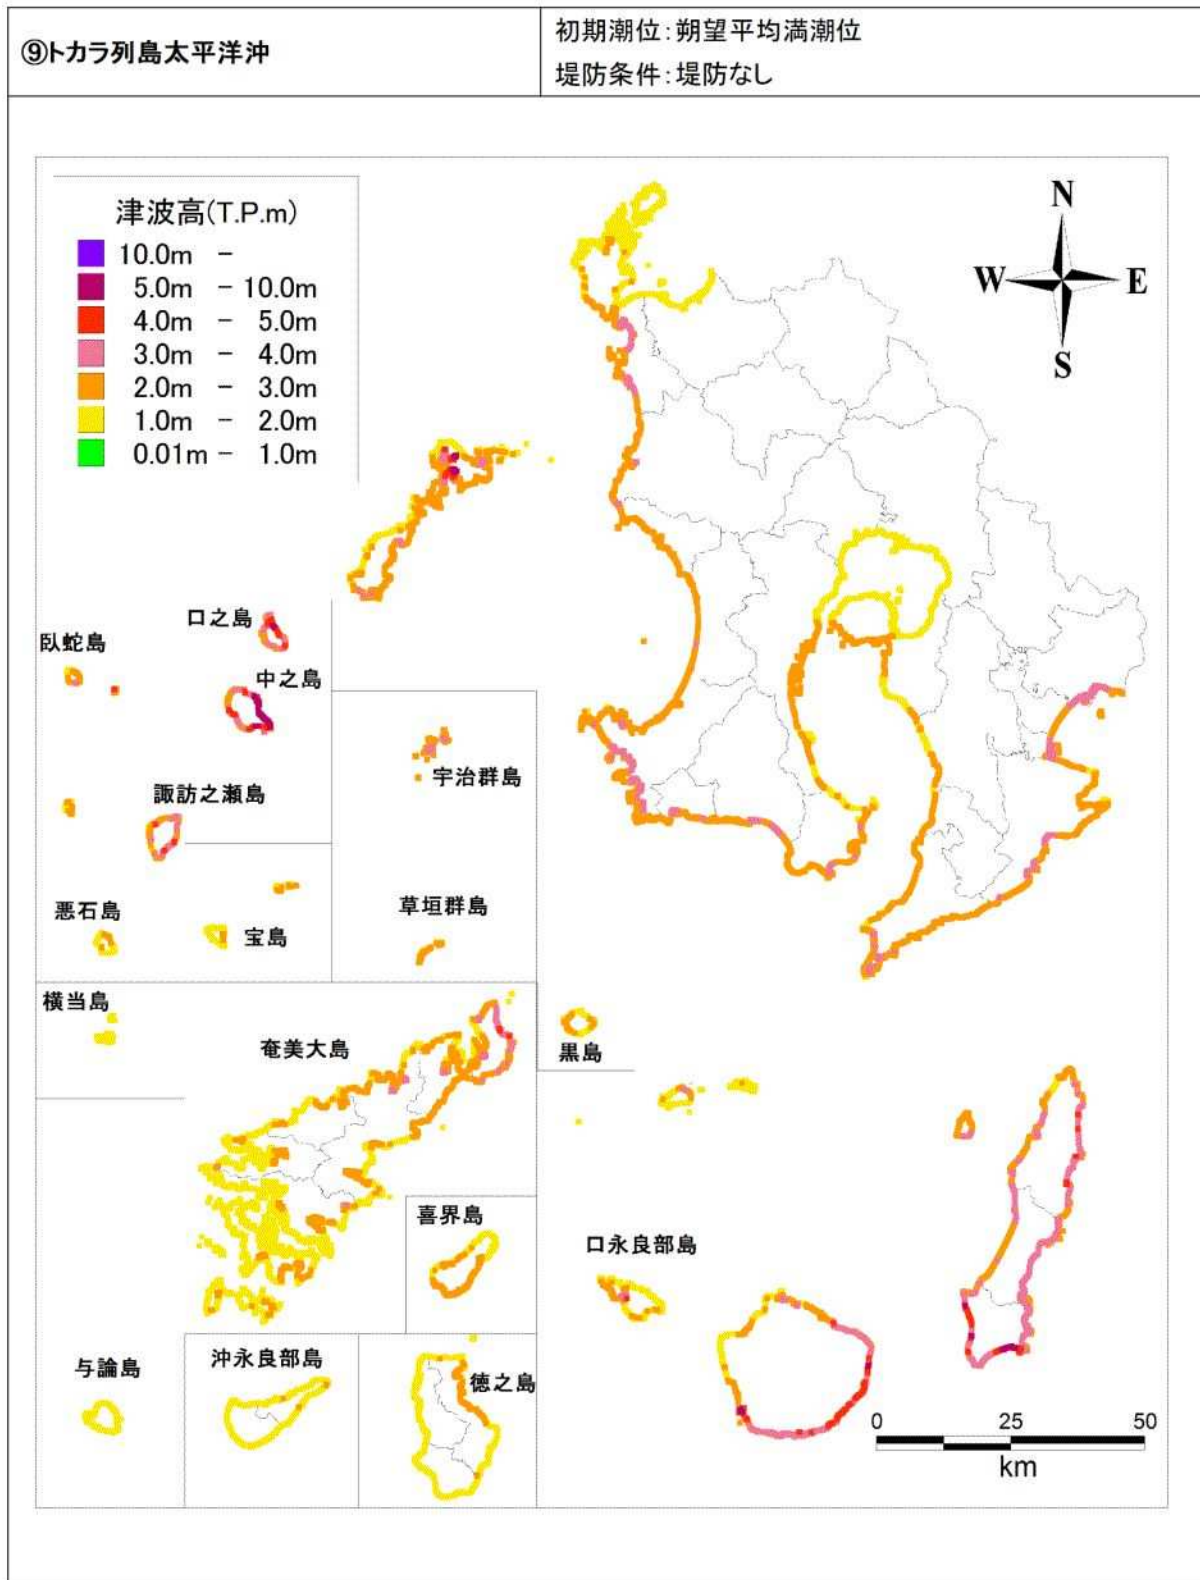 ⑨トカラ列島太平洋沖
初期潮位：朔望平均満潮位
堤防条件：堤防なし
津波高(T.P.m)
10.0m －
5.0m － 10.0m
4.0m － 5.0m
3.0m － 4.0m
2.0m － 3.0m
1.0m － 2.0m
0.01m － 1.0m
N
W
E
S
口之島
臥蛇島
中之島
宇治群島
諏訪之瀬島
悪石島
宝島
草垣群島
横当島
奄美大島
黒島
喜界島
口永良部島
与論島
沖永良部島
徳之島
0 25 50
km